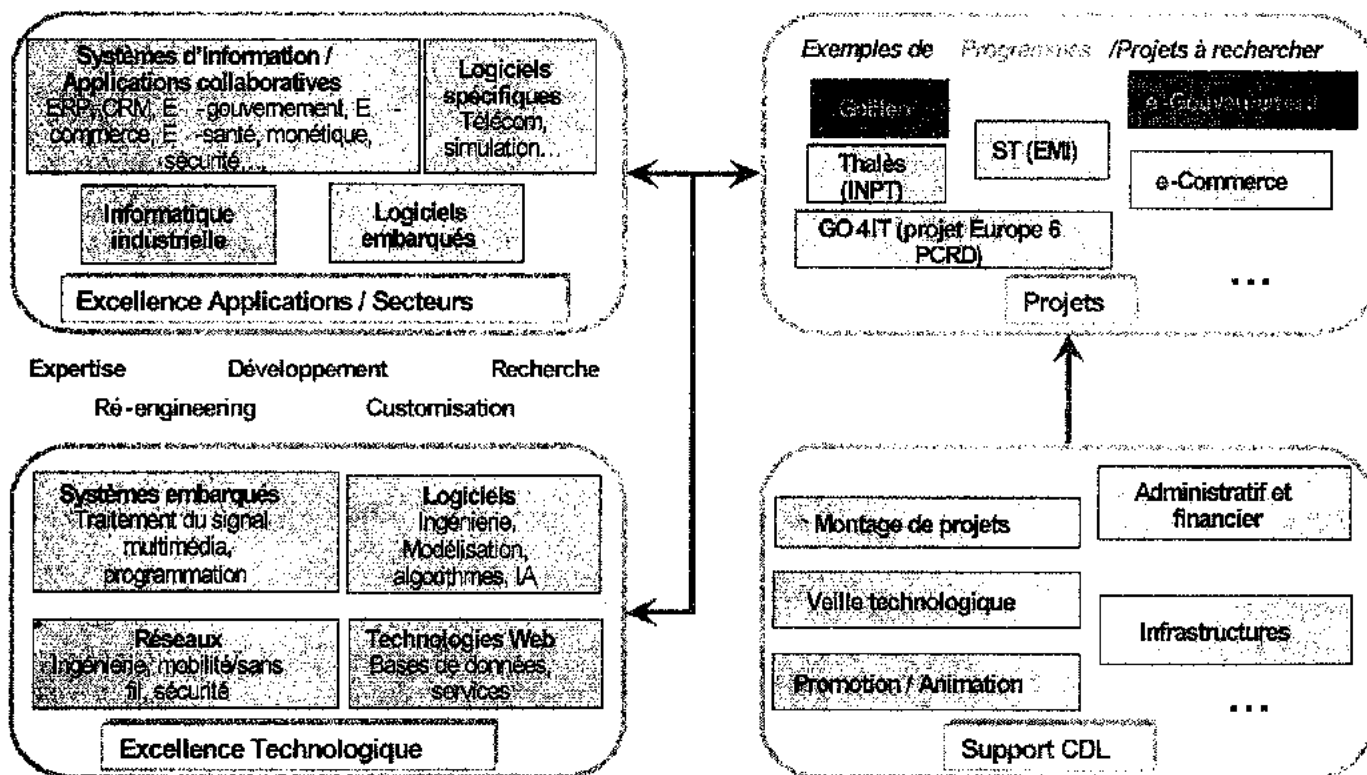 Systèmes d'Information /
Applications collaboratives
ERP, CRM, E -gouvernement, E -
commerce, E -santé, monétique,
sécurité…
Logiciels
spécifiques
Télécom,
simulation…
Informatique
industrielle
Logiciels
embarqués
Excellence Applications / Secteurs
Exemples de Programmes /Projets à rechercher
e-Gouvernement
Thalès
(INPT)
ST (EMI)
e-Commerce
GO4IT (projet Europe 6
PCRD)
...
Projets
Expertise Développement Recherche
Ré-engineering Customisation
Systèmes embarqués
Traitement du signal
multimédia,
programmation
Logiciels
Ingénierie,
Modélisation,
algorithmes, IA
Réseaux
Ingénierie, mobilité/sans
fil, sécurité
Technologies Web
Bases de données,
services
Excellence Technologique
Montage de projets
Administratif et
financier
Veille technologique
Infrastructures
Promotion / Animation
...
Support CDL